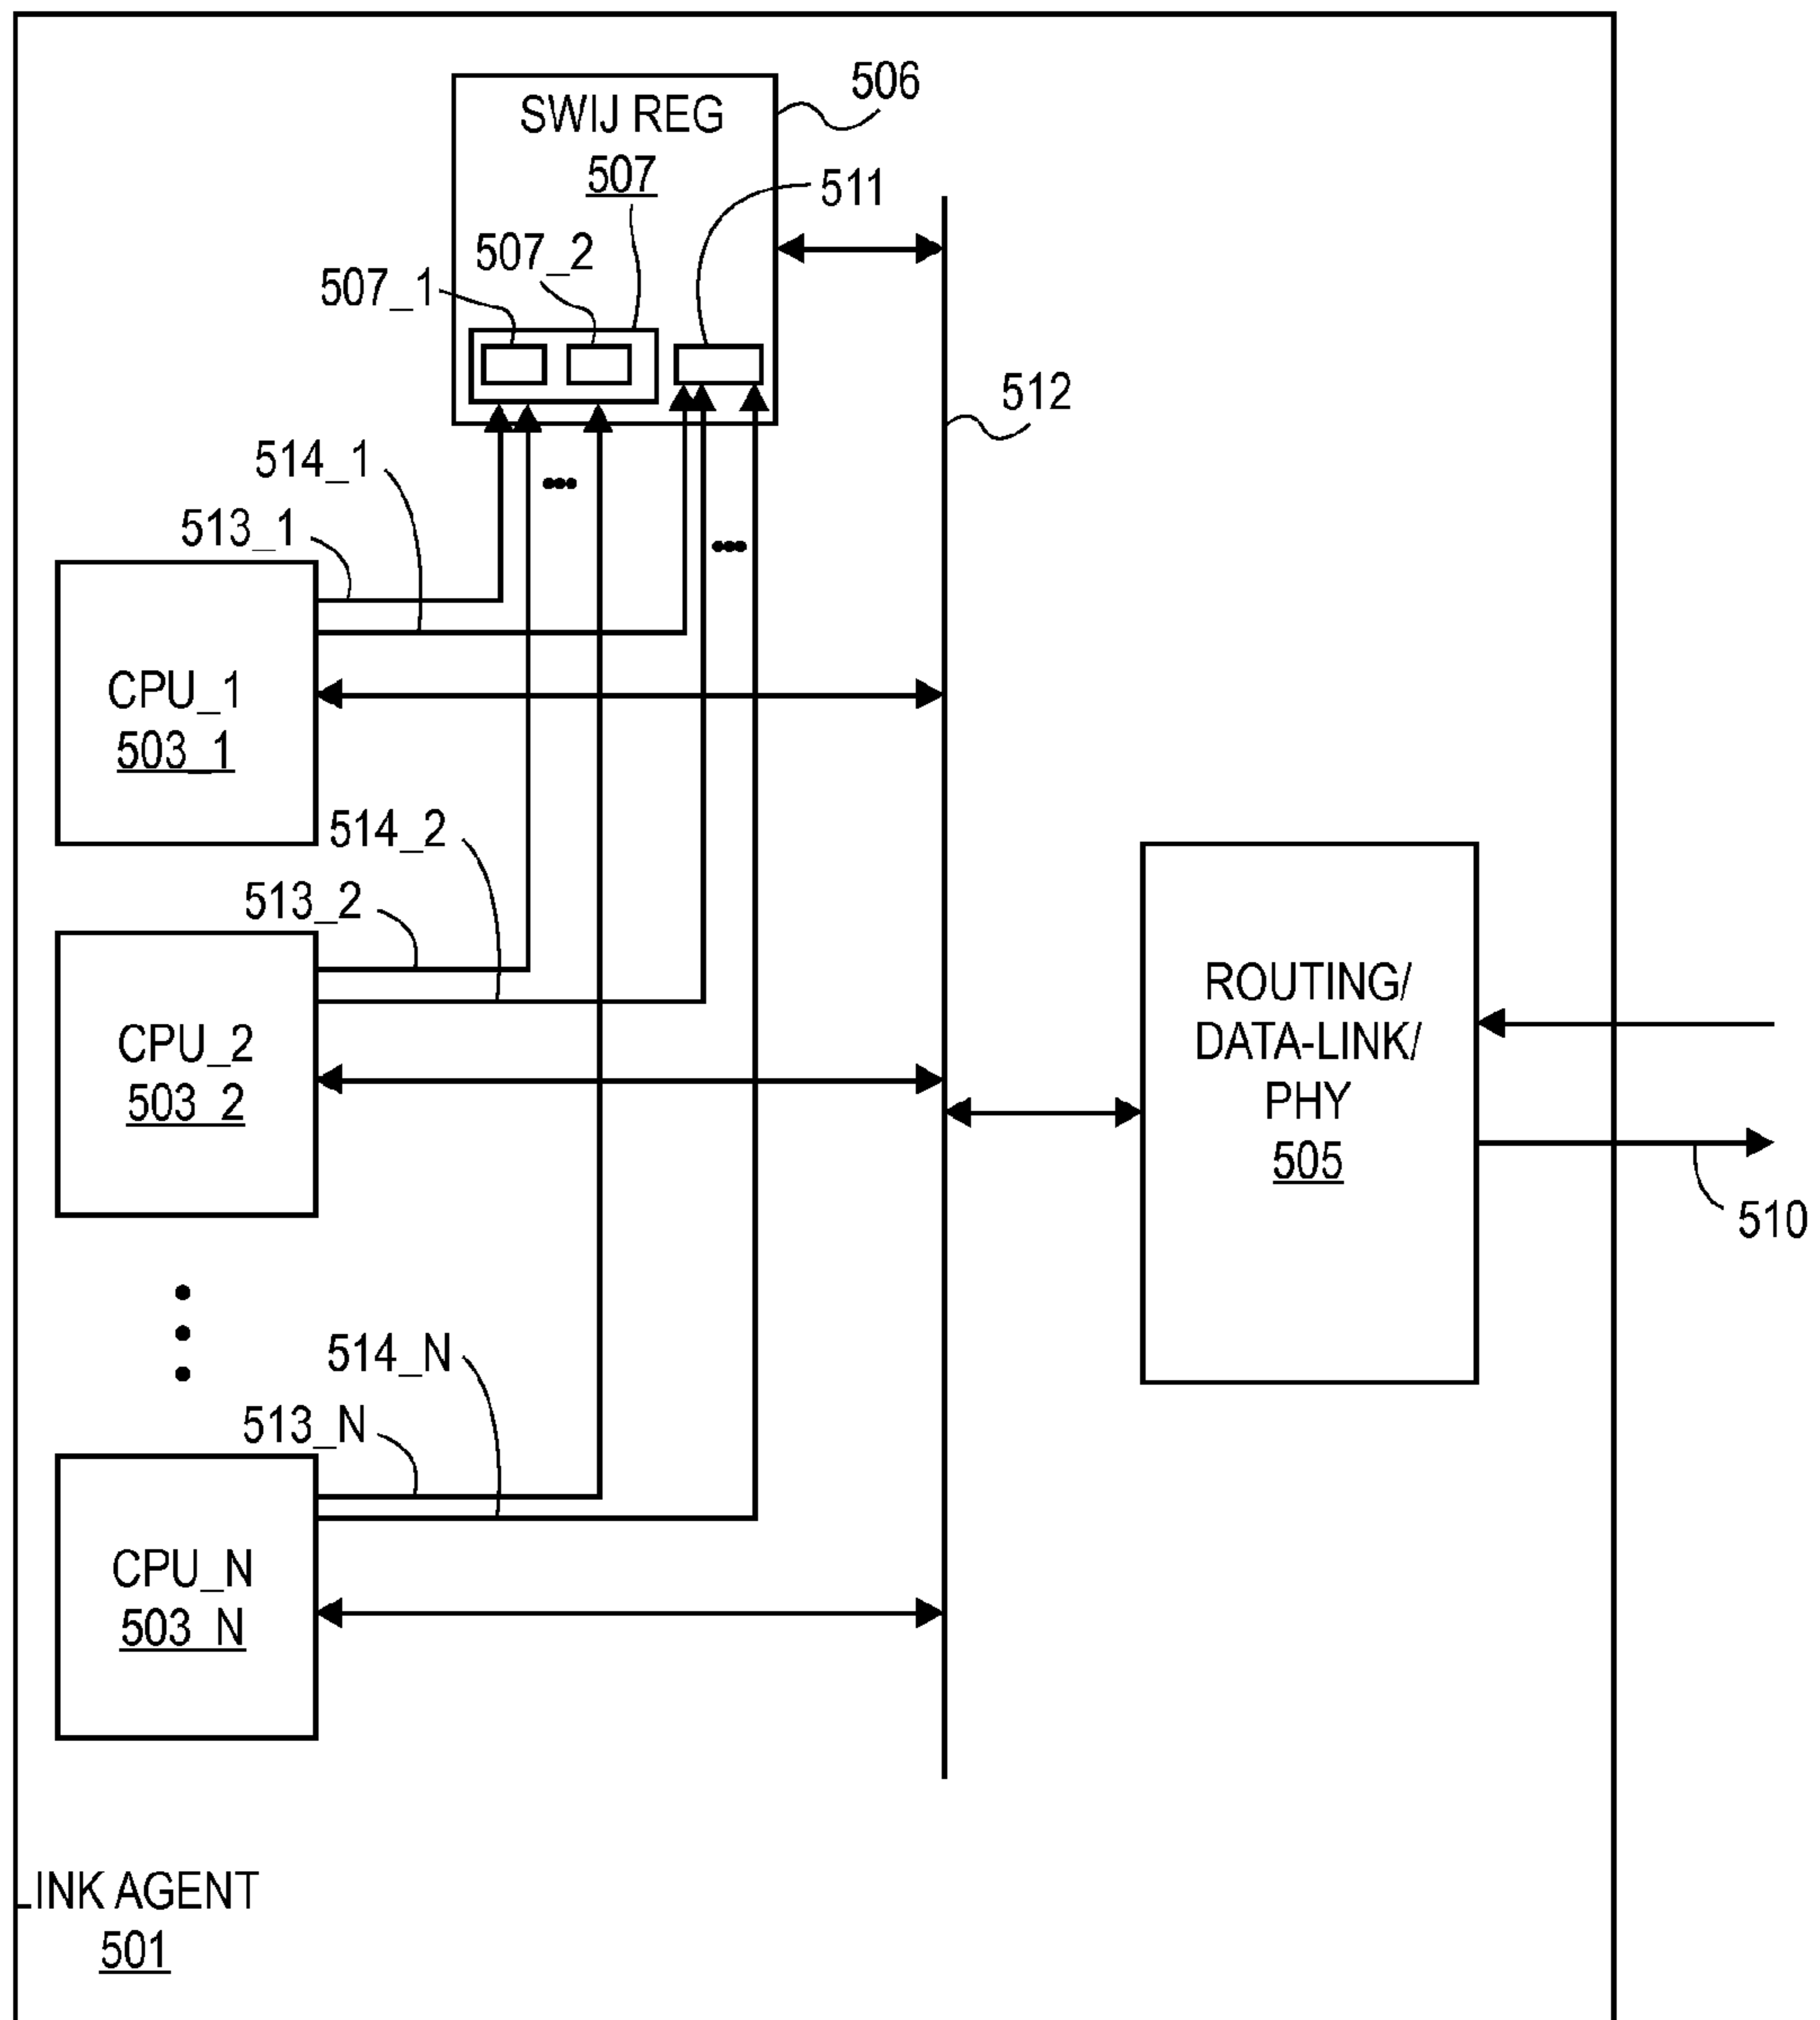 506
SWIJ REG
507
511
507_2
507_1
512
514_1
513_1
CPU_1
503_1
514_2
513_2
CPU_2
503_2
ROUTING/
DATA-LINK/
PHY
505
510
514_N
513_N
CPU_N
503_N
LINK AGENT
501